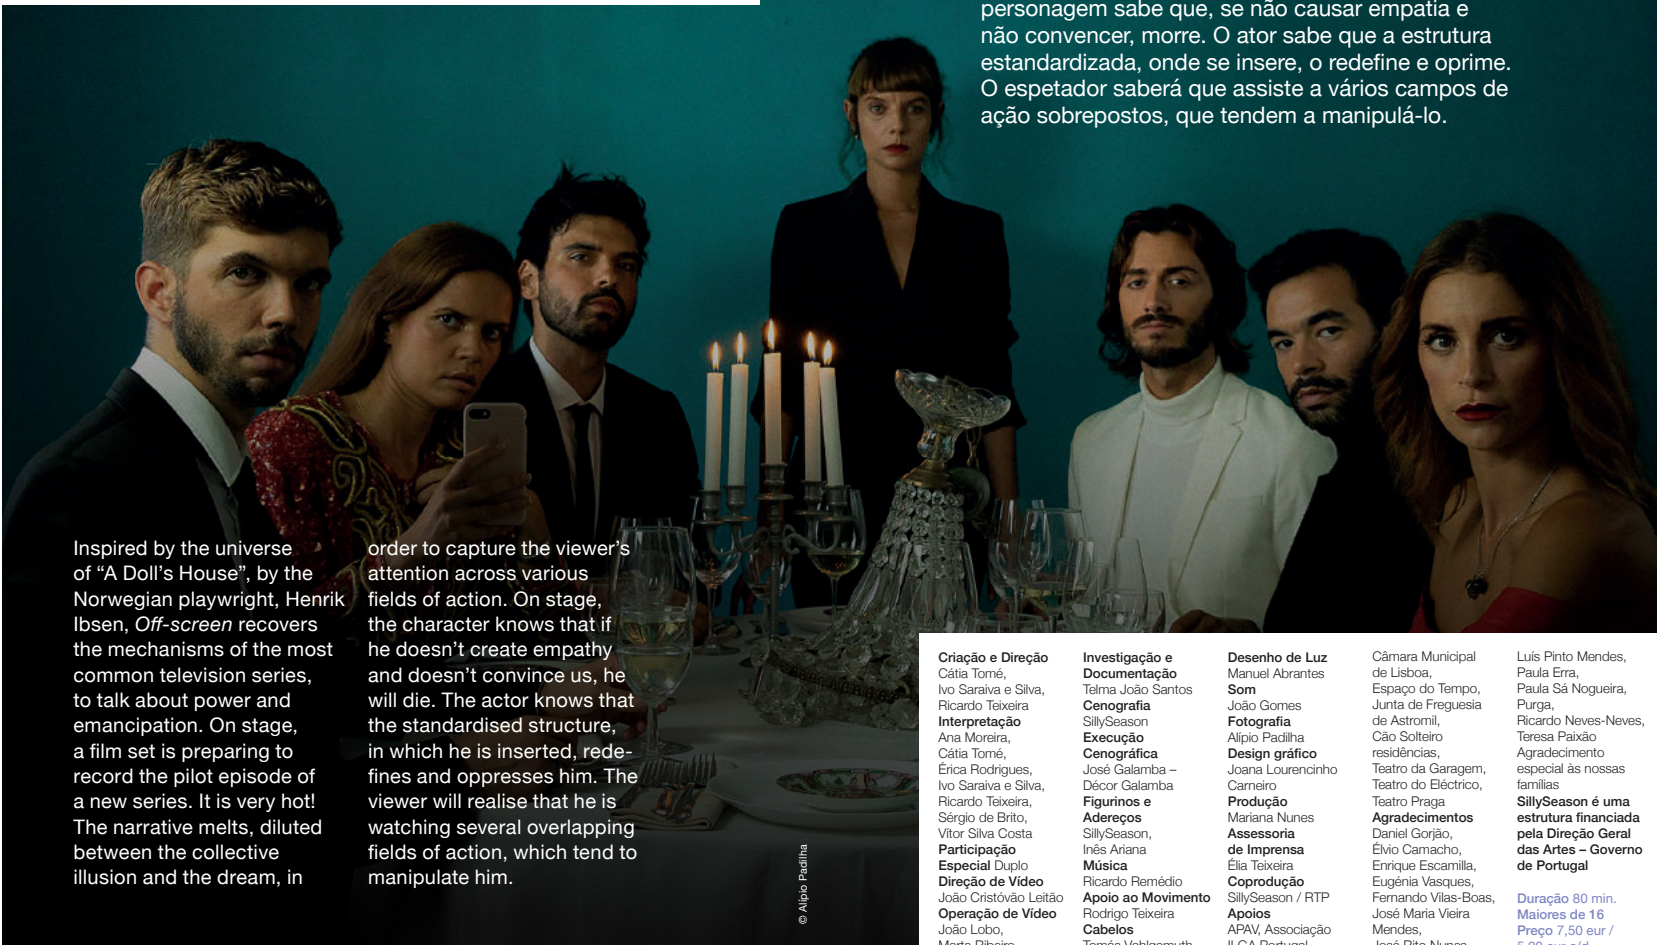 personagem sabe que, se não causar empatia e
não convencer, morre. O ator sabe que a estrutura
estandardizada, onde se insere, o redefine e oprime.
O espetador saberá que assiste a vários campos de
ação sobrepostos, que tendem a manipulá-lo.
Inspired by the universe
of “A Doll’s House”, by the
Norwegian playwright, Henrik
Ibsen, Off-screen recovers
the mechanisms of the most
common television series,
to talk about power and
emancipation. On stage,
a film set is preparing to
record the pilot episode of
a new series. It is very hot!
The narrative melts, diluted
between the collective
illusion and the dream, in
order to capture the viewer’s
attention across various
fields of action. On stage,
the character knows that if
he doesn’t create empathy
and doesn’t convince us, he
will die. The actor knows that
the standardised structure,
in which he is inserted, rede-
fines and oppresses him. The
viewer will realise that he is
watching several overlapping
fields of action, which tend to
manipulate him.
© Alípio Padilha
Criação e Direção
Cátia Tomé,
Ivo Saraiva e Silva,
Ricardo Teixeira
Interpretação
Ana Moreira,
Cátia Tomé,
Érica Rodrigues,
Ivo Saraiva e Silva,
Ricardo Teixeira,
Sérgio de Brito,
Vítor Silva Costa
Participação
Especial Duplo
Direção de Vídeo
João Cristóvão Leitão
Operação de Vídeo
João Lobo,
Marta Ribeiro
Investigação e
Documentação
Telma João Santos
Cenografia
SillySeason
Execução
Cenográfica
José Galamba –
Décor Galamba
Figurinos e
Adereços
SillySeason,
Inês Ariana
Música
Ricardo Remédio
Apoio ao Movimento
Rodrigo Teixeira
Cabelos
Desenho de Luz
Manuel Abrantes
Som
João Gomes
Fotografia
Alípio Padilha
Design gráfico
Joana Lourencinho
Carneiro
Produção
Mariana Nunes
Assessoria
de Imprensa
Élia Teixeira
Coprodução
SillySeason / RTP
Apoios
APAV, Associação
ILGA Portugal
Câmara Municipal
de Lisboa,
Espaço do Tempo,
Junta de Freguesia
de Astromil,
Cão Solteiro
residências,
Teatro da Garagem,
Teatro do Eléctrico,
Teatro Praga
Agradecimentos
Daniel Gorjão,
Élvio Camacho,
Enrique Escamilla,
Eugénia Vasques,
Fernando Vilas-Boas,
José Maria Vieira
Mendes,
Luís Pinto Mendes,
Paula Erra,
Paula Sá Nogueira,
Purga,
Ricardo Neves-Neves,
Teresa Paixão
Agradecimento
especial às nossas
famílias
SillySeason é uma
estrutura financiada
pela Direção Geral
das Artes – Governo
de Portugal
Duração 80 min.
Maiores de 16
Preço 7,50 eur /